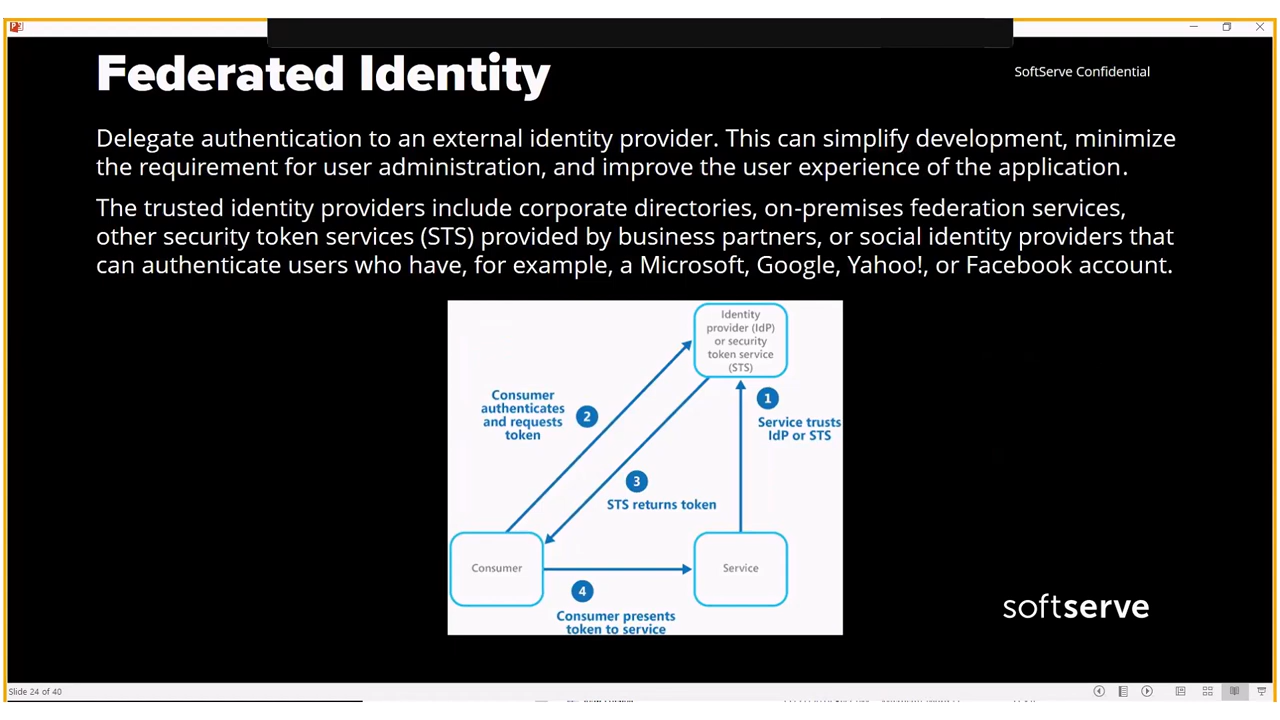 Federated Identity
SoftServe Confidential
Delegate authentication to an external identity provider. This can simplify development, minimize
the requirement for user administration, and improve the user experience of the application.
The trusted identity providers include corporate directories, on-premises federation services,
other security token services (STS) provided by business partners, or social identity providers that
can authenticate users who have, for example, a Microsoft, Google, Yahoo!, or Facebook account.
Identity
provider (IdP)
or security
token service
(STS)
1
Service trusts
IdP or STS
Consumer
authenticates
and requests
token
2
3
STS returns token
Consumer
Service
4
Consumer presents
token to service
softserve
Slide 24 of 40